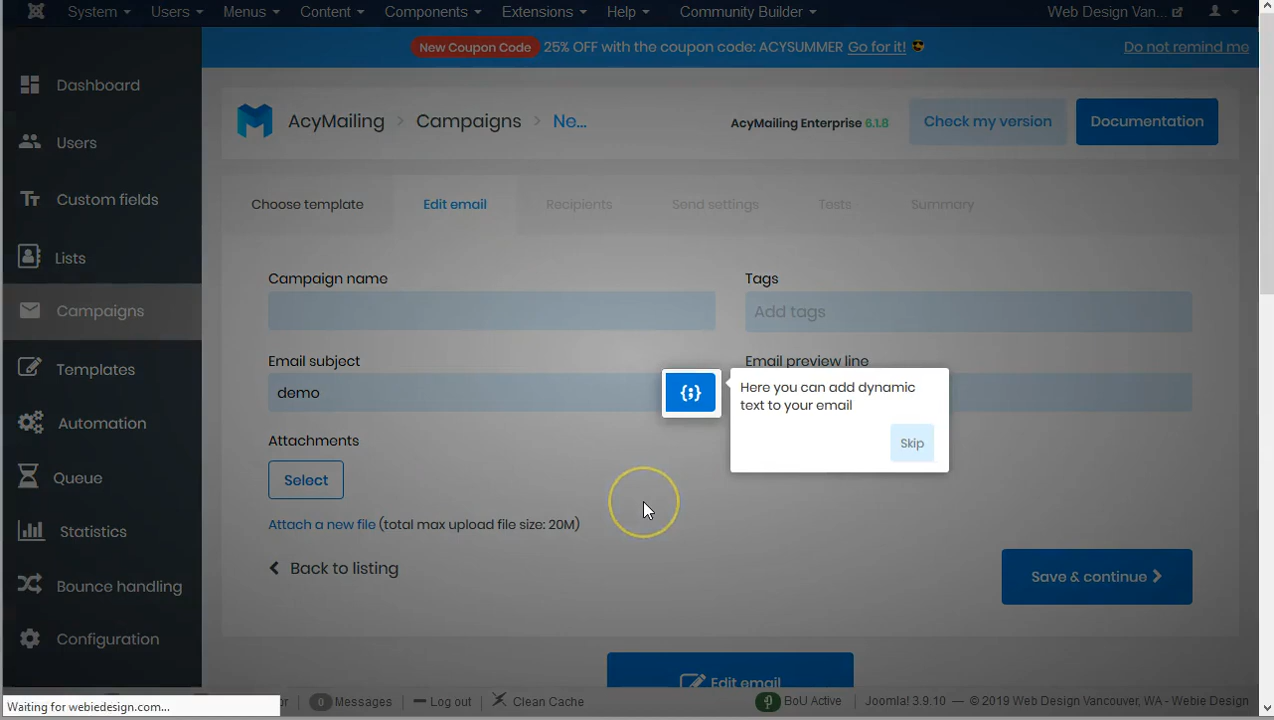 System Users Menus Content Components Extensions Help Community Builder Web Design Van...
New Coupon Code 25% OFF with the coupon code: ACYSUMMER Go for it! Do not remind me
Dashboard
Users
Custom fields
Lists
Campaigns
Templates
Automation
Queue
Statistics
Bounce handling
Configuration
AcyMailing > Campaigns > Ne... AcyMailing Enterprise 6.1.8 Check my version Documentation
Choose template Edit email Recipients Send settings Tests Summary
Campaign name Tags
Add tags
Email subject Email preview line
demo {;}
Here you can add dynamic
text to your email
Skip
Attachments
Select
Attach a new file (total max upload file size: 20M)
Back to listing Save & continue
Edit email
Waiting for webiedesign.com... 0 Messages Log out Clean Cache BoU Active Joomla! 3.9.10 — © 2019 Web Design Vancouver, WA - Webie Design